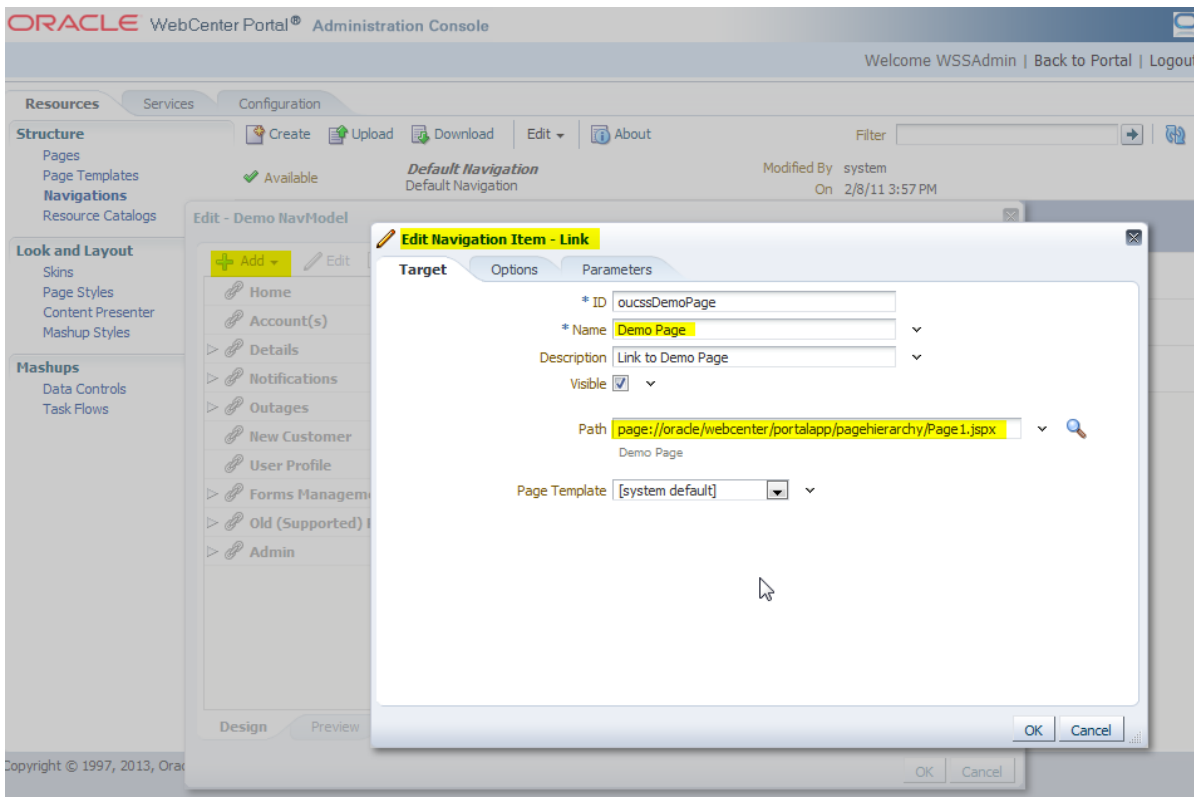 ORACLE WebCenter Portal® Administration Console
Welcome WSSAdmin | Back to Portal | Logout
Resources Services Configuration
Structure
Pages
Page Templates
Navigations
Resource Catalogs
Look and Layout
Skins
Page Styles
Content Presenter
Mashup Styles
Mashups
Data Controls
Task Flows
Create Upload Download Edit About Filter
Available
Default Navigation
Default Navigation
Modified By system
On 2/8/11 3:57 PM
Edit - Demo NavModel
Add Edit
Home
Account(s)
Details
Notifications
Outages
New Customer
User Profile
Forms Managem
Old (Supported)
Admin
Design Preview
Edit Navigation Item - Link
Target Options Parameters
* ID oucssDemoPage
* Name Demo Page
Description Link to Demo Page
Visible
Path page://oracle/webcenter/portalapp/pagehierarchy/Page1.jspx
Demo Page
Page Template [system default]
OK Cancel
OK Cancel
Copyright © 1997, 2013, Orac